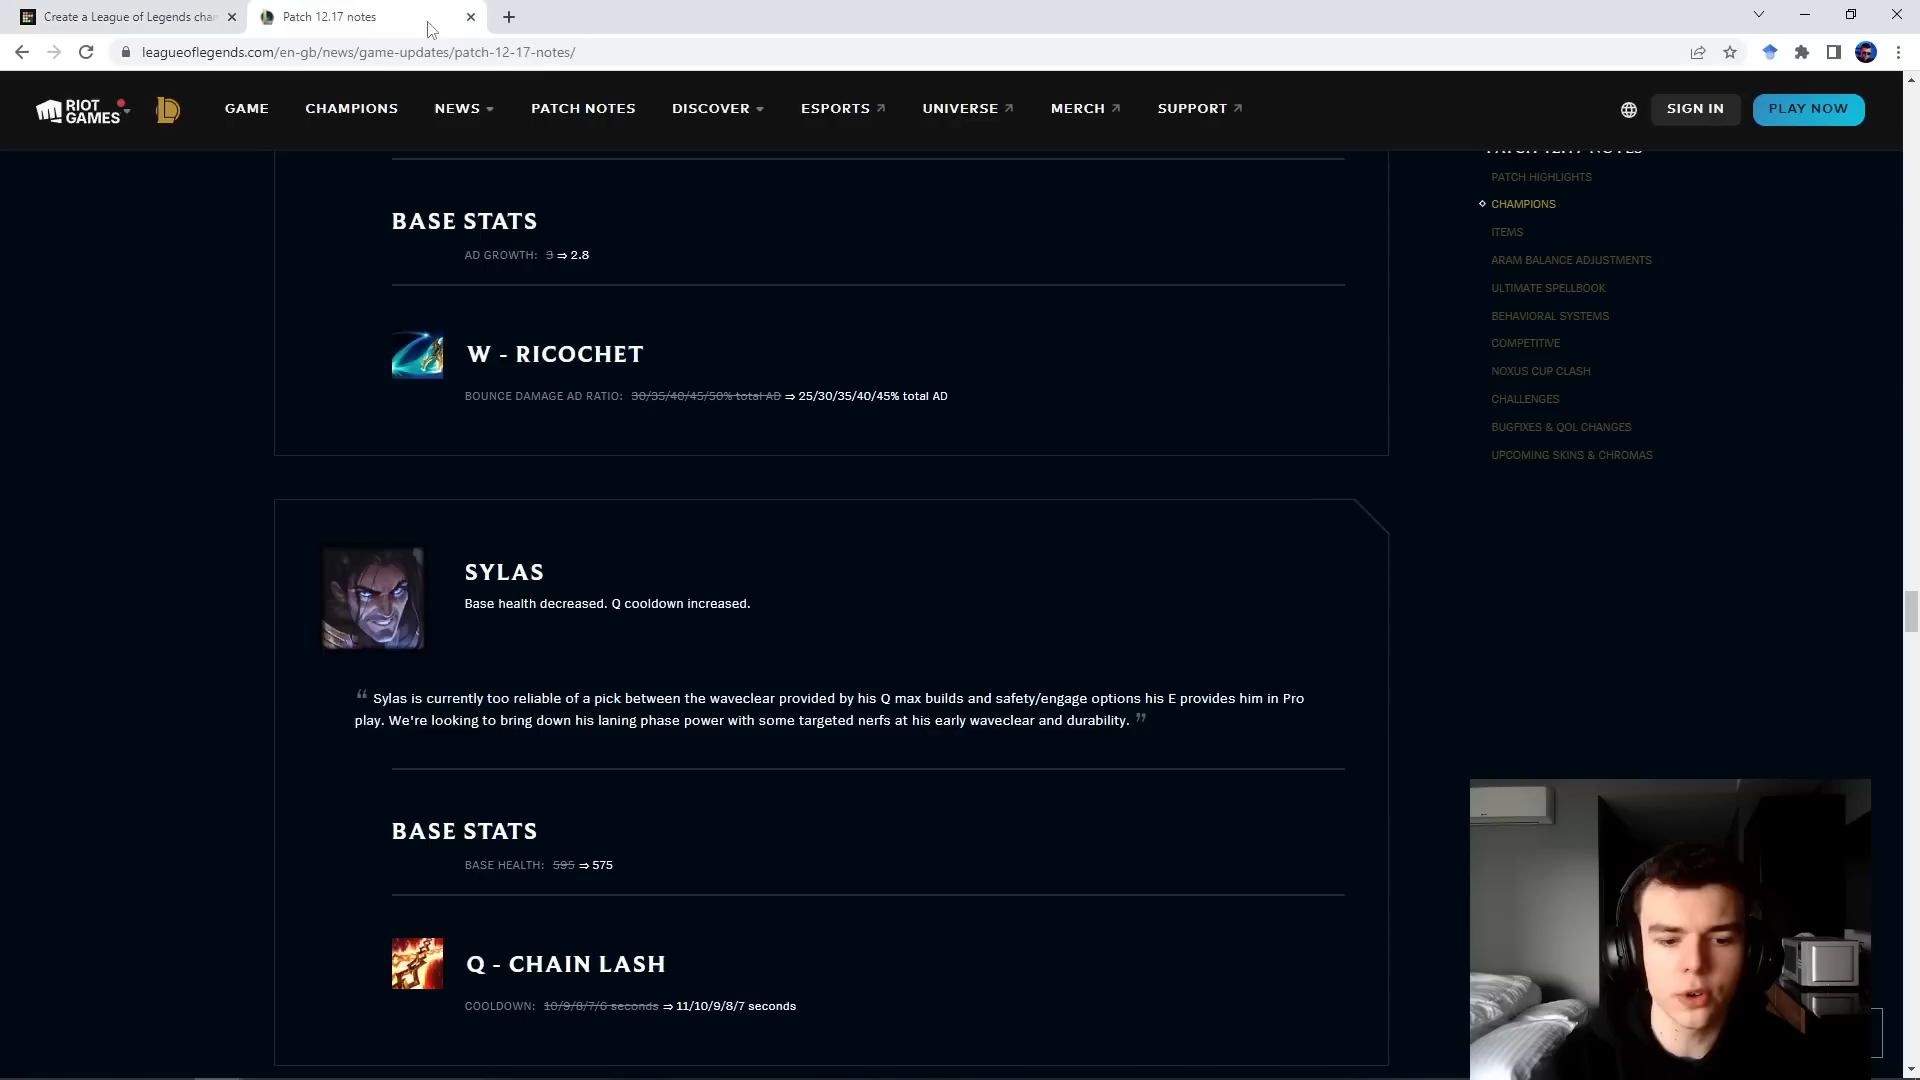 Create a League of Legends cha
Patch 12.17 notes
leagueoflegends.com/en-gb/news/game-updates/patch-12-17-notes/
RIOT GAMES
GAME
CHAMPIONS
NEWS
PATCH NOTES
DISCOVER
ESPORTS
UNIVERSE
MERCH
SUPPORT
SIGN IN
PLAY NOW
BASE STATS
AD GROWTH: 3 ⇒ 2.8
W - RICOCHET
BOUNCE DAMAGE AD RATIO: 30/35/40/45/50% total AD ⇒ 25/30/35/40/45% total AD
SYLAS
Base health decreased. Q cooldown increased.
“ Sylas is currently too reliable of a pick between the waveclear provided by his Q max builds and safety/engage options his E provides him in Pro
play. We're looking to bring down his laning phase power with some targeted nerfs at his early waveclear and durability. ”
BASE STATS
BASE HEALTH: 595 ⇒ 575
Q - CHAIN LASH
COOLDOWN: 10/9/8/7/6 seconds ⇒ 11/10/9/8/7 seconds
PATCH 12.17 NOTES
PATCH HIGHLIGHTS
CHAMPIONS
ITEMS
ARAM BALANCE ADJUSTMENTS
ULTIMATE SPELLBOOK
BEHAVIORAL SYSTEMS
COMPETITIVE
NOXUS CUP CLASH
CHALLENGES
BUGFIXES & QOL CHANGES
UPCOMING SKINS & CHROMAS